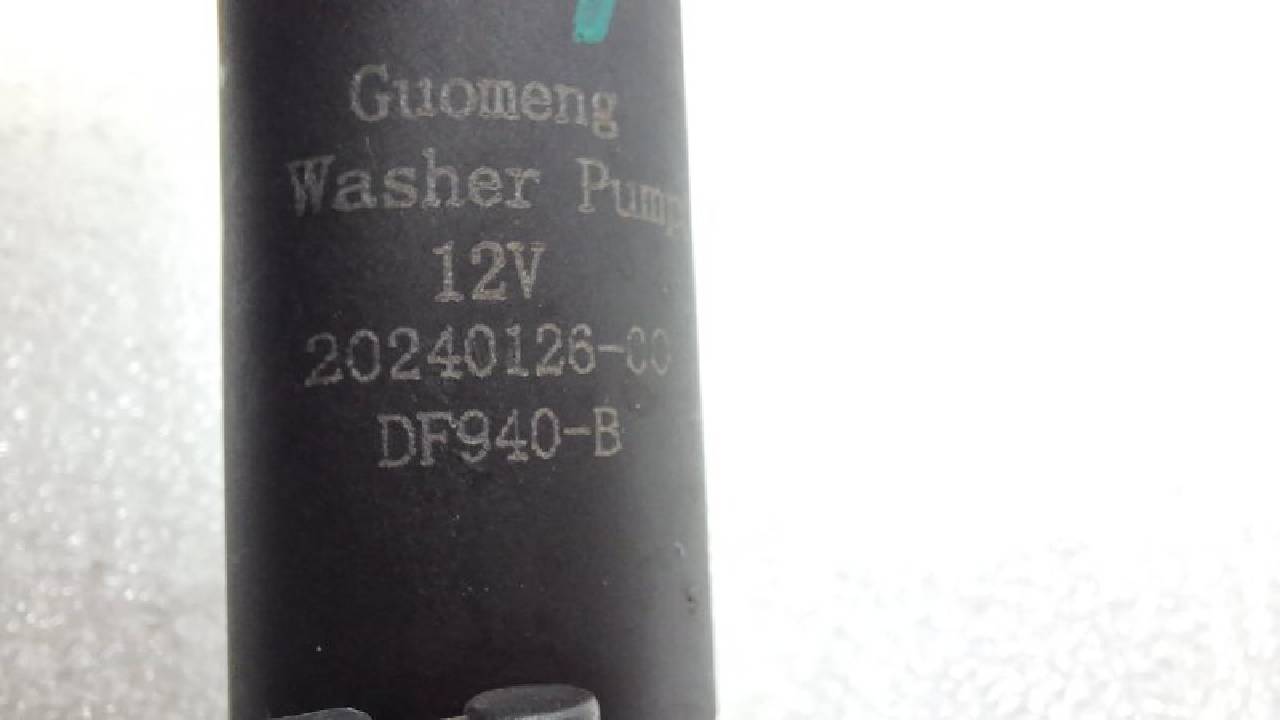 Guomeng
Washer Pump
12V
20240126-00
DF940-B